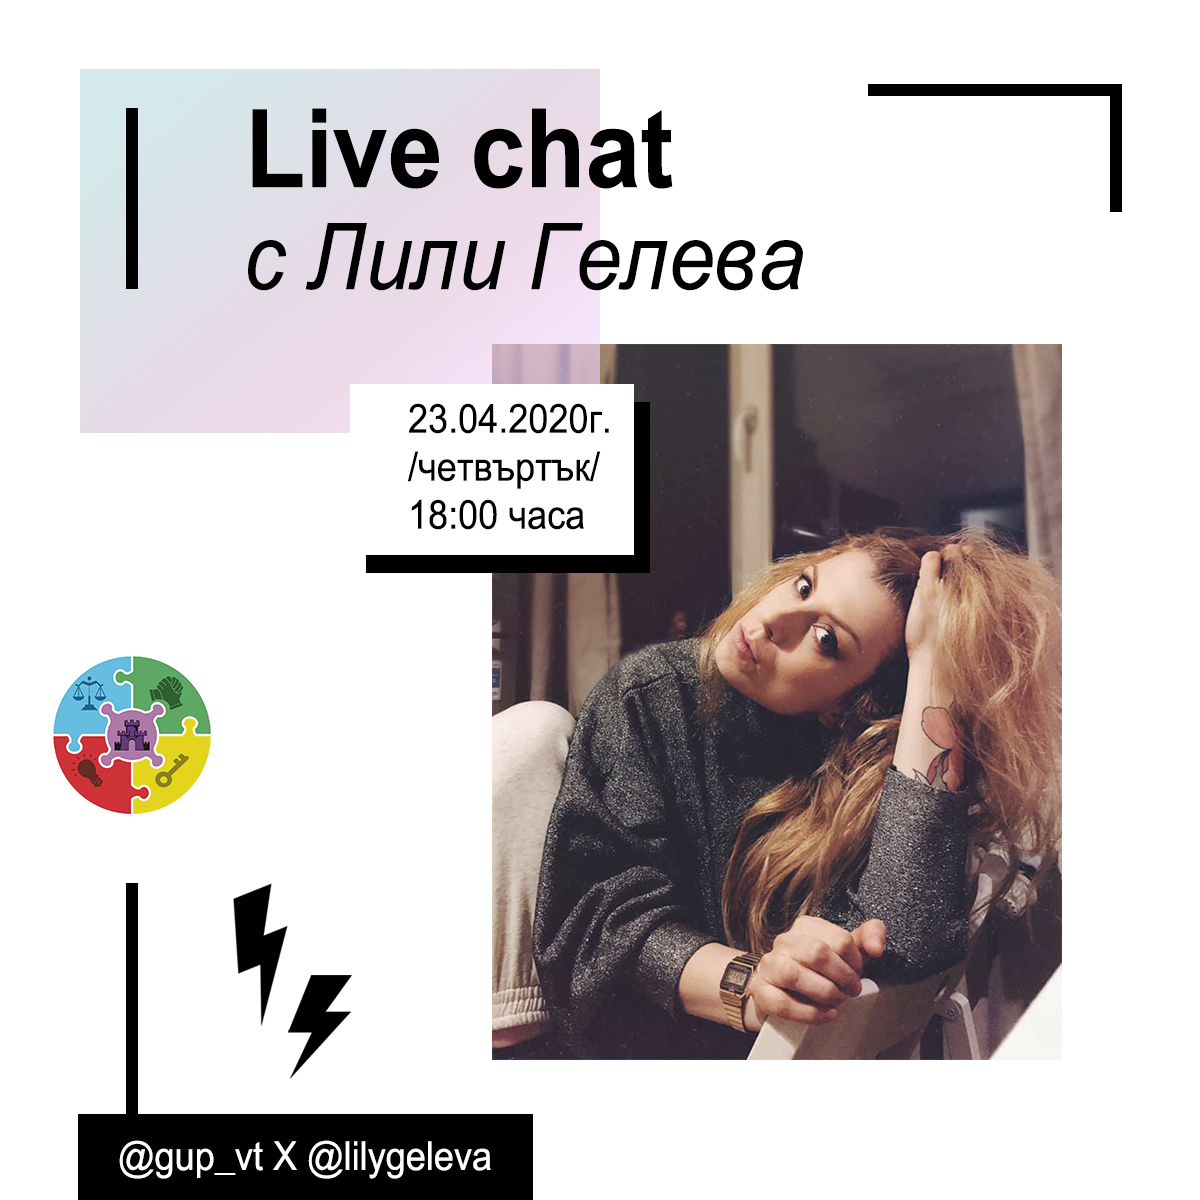 Live chat
с Лили Гелева
23.04.2020г.
/четвъртък/
18:00 часа
@gup_vt X @lilygeleva